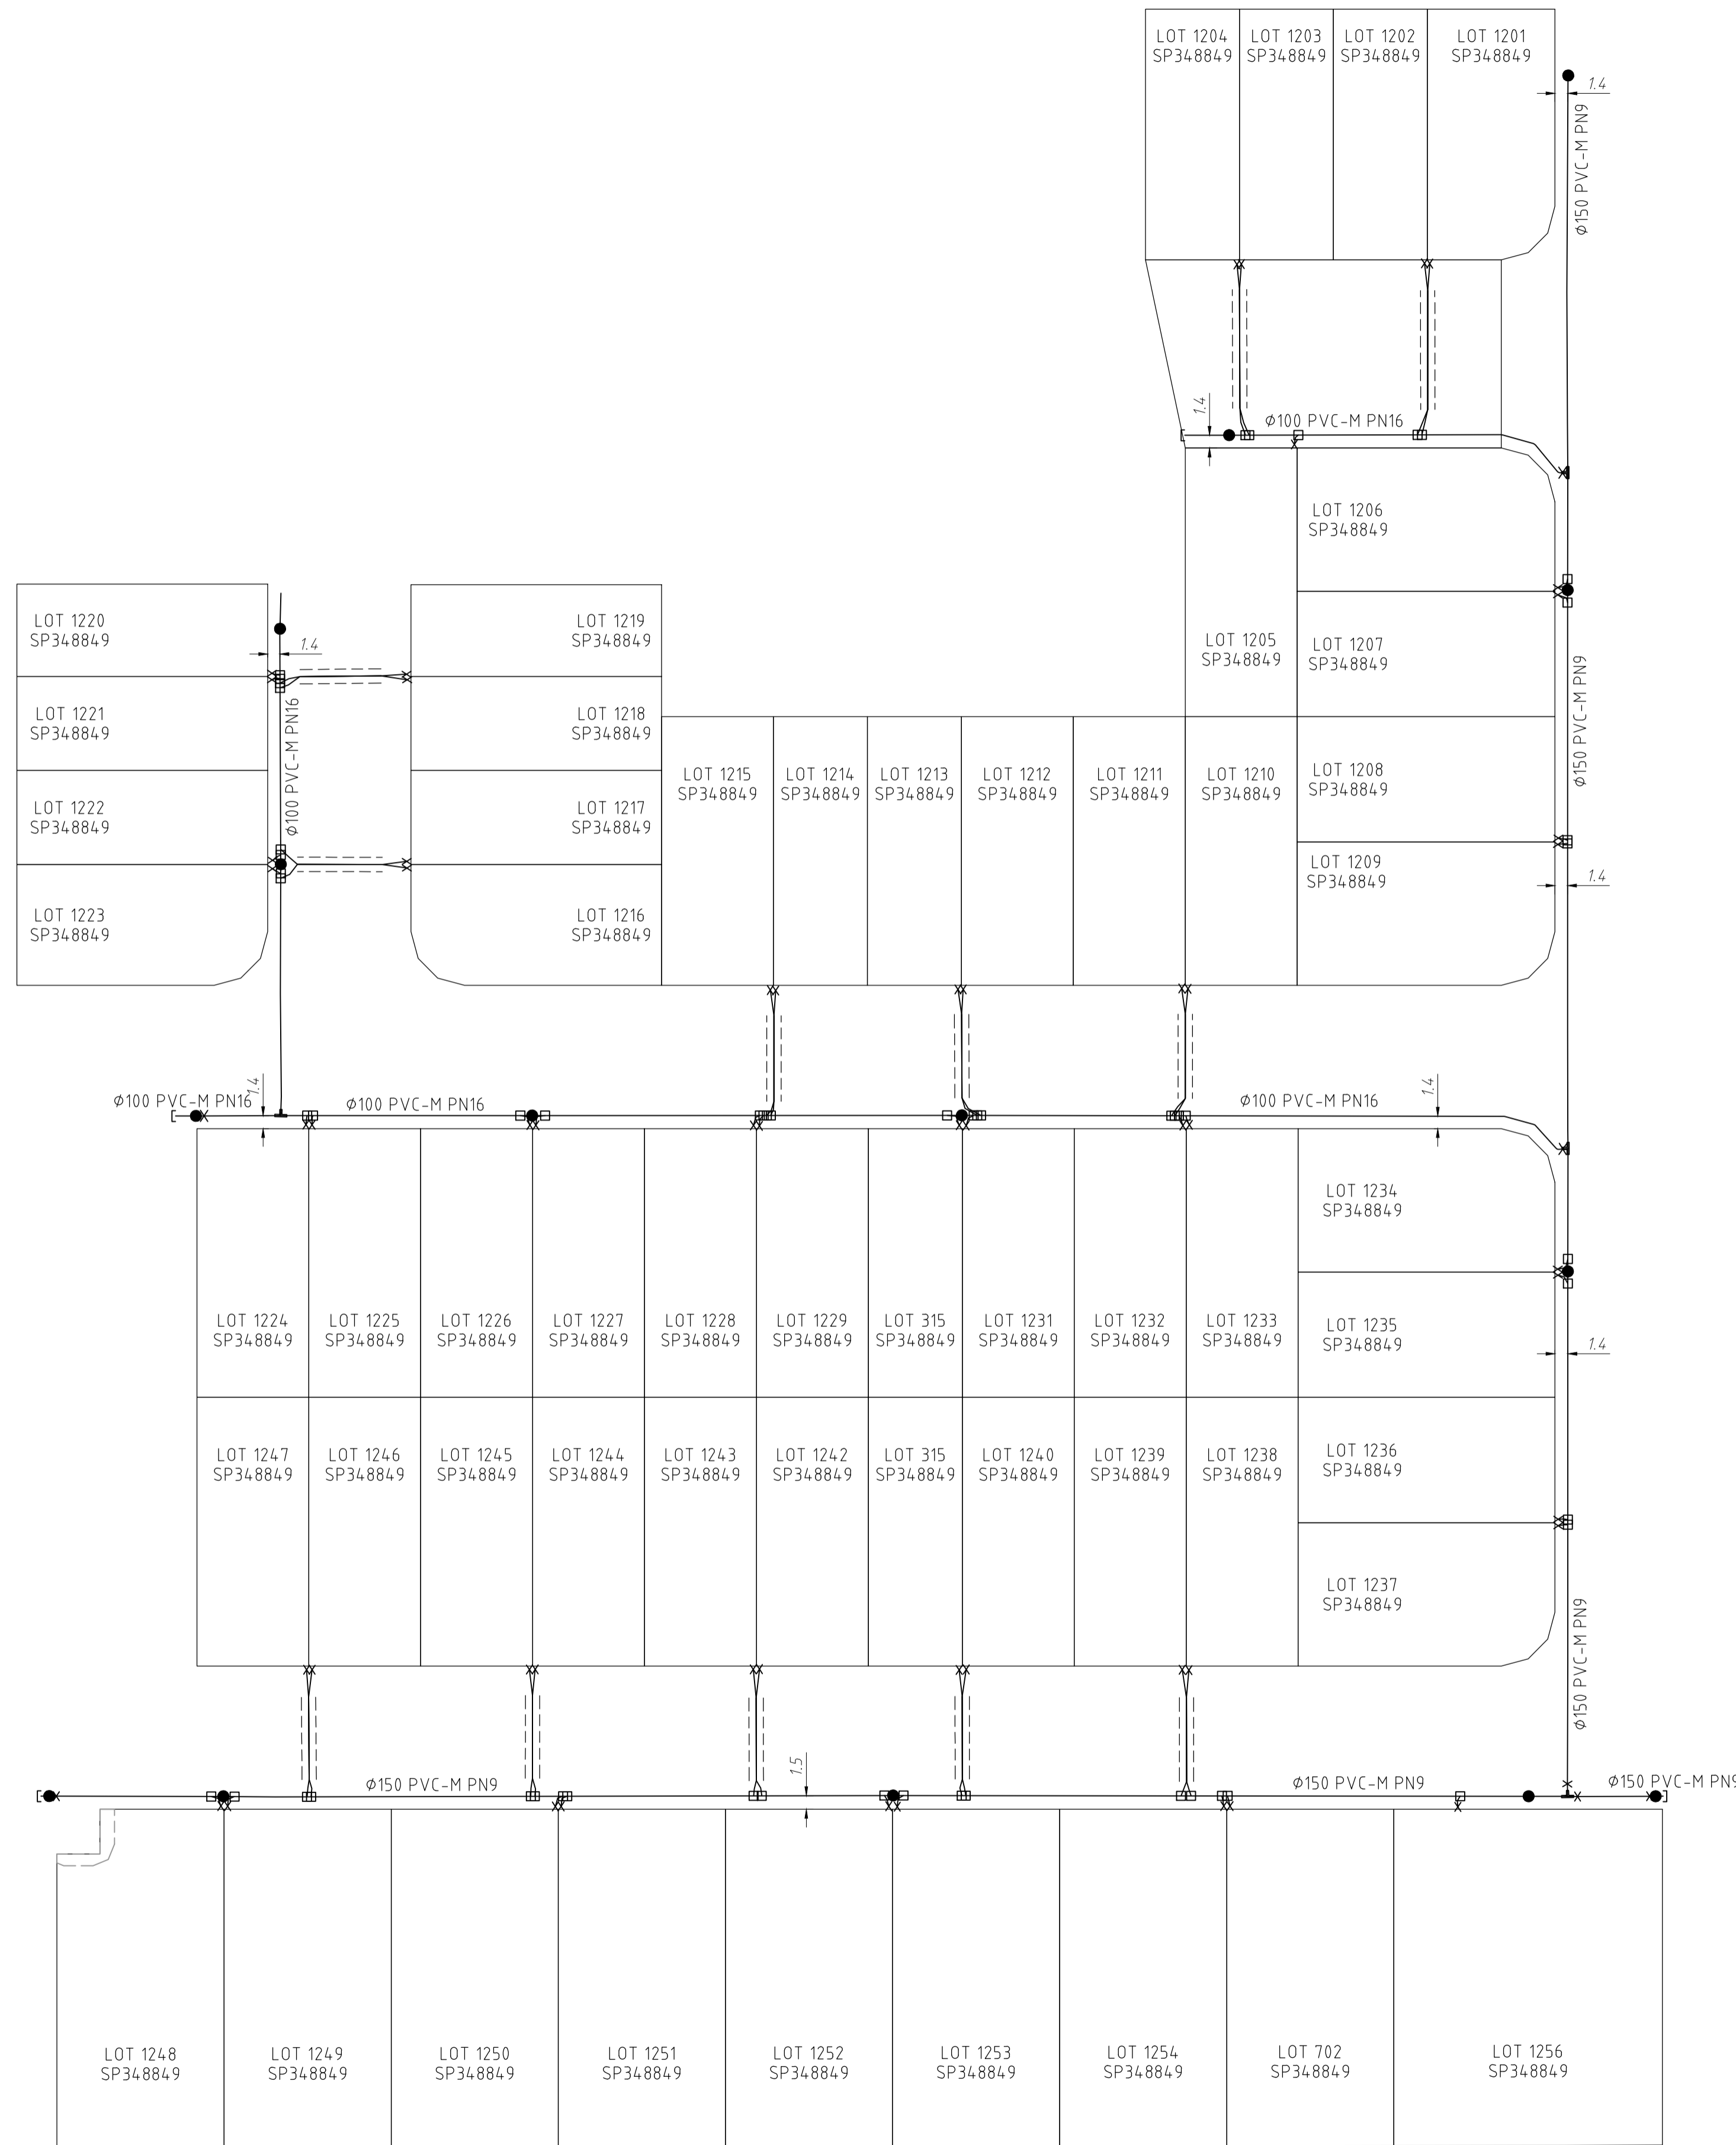 LOT 1204
SP348849
LOT 1203
SP348849
LOT 1202
SP348849
LOT 1201
SP348849
1.4
Ø150 PVC-M PN9
1.4
Ø100 PVC-M PN16
LOT 1206
SP348849
LOT 1220
SP348849
1.4
LOT 1219
SP348849
LOT 1205
SP348849
LOT 1207
SP348849
Ø150 PVC-M PN9
LOT 1221
SP348849
Ø100 PVC-M PN16
LOT 1218
SP348849
LOT 1215
SP348849
LOT 1214
SP348849
LOT 1213
SP348849
LOT 1212
SP348849
LOT 1211
SP348849
LOT 1210
SP348849
LOT 1208
SP348849
LOT 1222
SP348849
LOT 1217
SP348849
LOT 1209
SP348849
1.4
LOT 1223
SP348849
LOT 1216
SP348849
Ø100 PVC-M PN16
1.4
Ø100 PVC-M PN16
Ø100 PVC-M PN16
1.4
LOT 1234
SP348849
LOT 1224
SP348849
LOT 1225
SP348849
LOT 1226
SP348849
LOT 1227
SP348849
LOT 1228
SP348849
LOT 1229
SP348849
LOT 315
SP348849
LOT 1231
SP348849
LOT 1232
SP348849
LOT 1233
SP348849
LOT 1235
SP348849
1.4
LOT 1247
SP348849
LOT 1246
SP348849
LOT 1245
SP348849
LOT 1244
SP348849
LOT 1243
SP348849
LOT 1242
SP348849
LOT 315
SP348849
LOT 1240
SP348849
LOT 1239
SP348849
LOT 1238
SP348849
LOT 1236
SP348849
LOT 1237
SP348849
Ø150 PVC-M PN9
Ø150 PVC-M PN9
1.5
Ø150 PVC-M PN9
Ø150 PVC-M PN9
LOT 1248
SP348849
LOT 1249
SP348849
LOT 1250
SP348849
LOT 1251
SP348849
LOT 1252
SP348849
LOT 1253
SP348849
LOT 1254
SP348849
LOT 702
SP348849
LOT 1256
SP348849